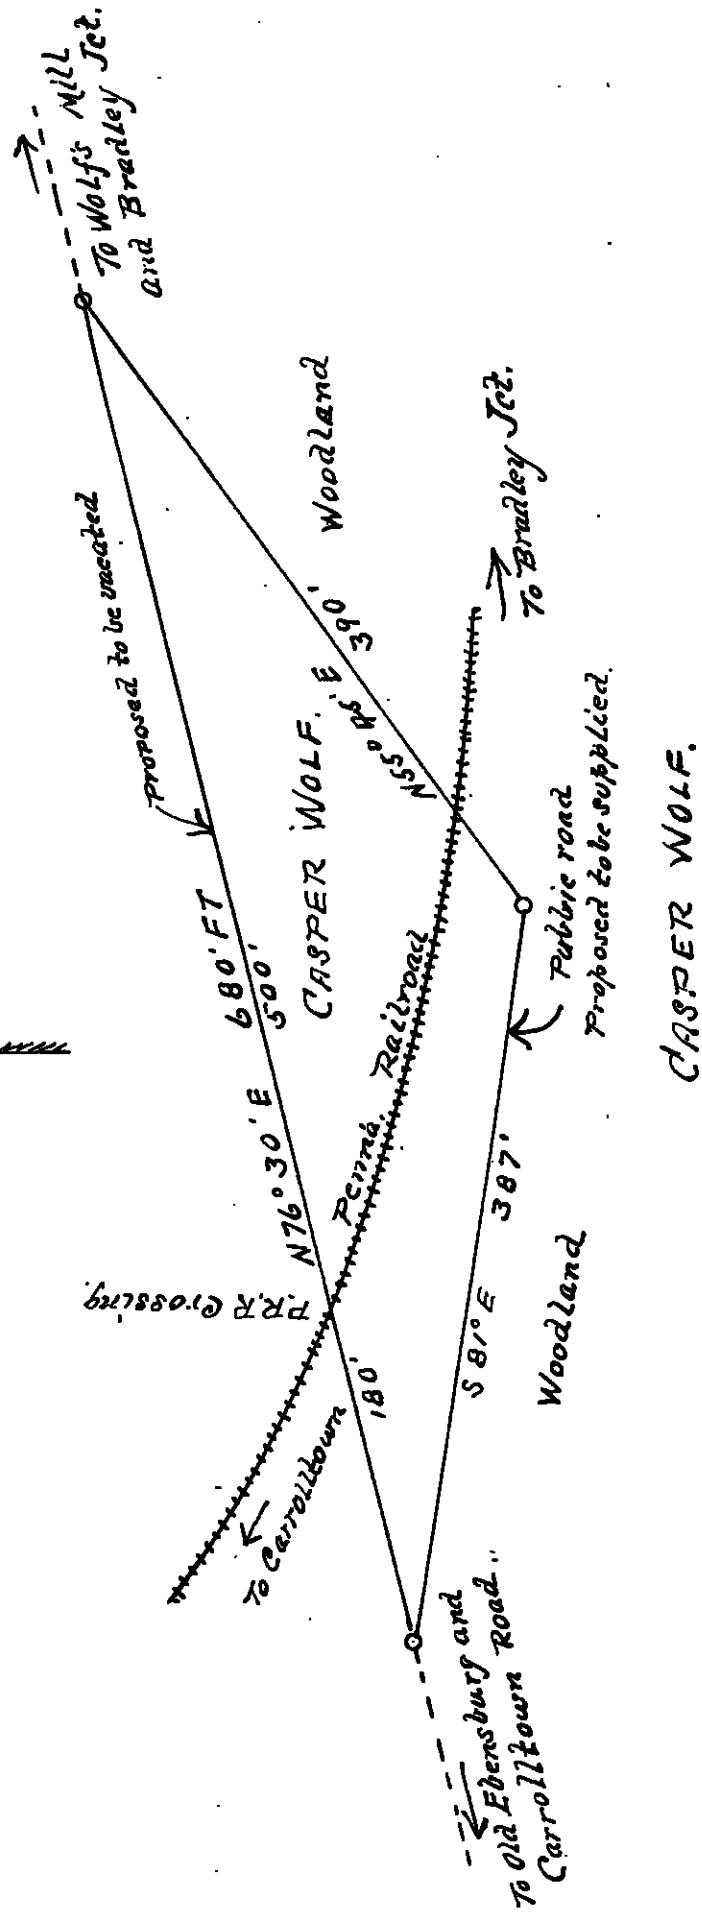 To Wolf's Mill
and Bradley Jct.
Proposed to be vacated
Woodland
680' FT
500'
N76° 30' E
CASPER WOLF.
390'
To Bradley Jct.
P.R.R Crossing.
Penna. Railroad
180'
To Carrolltown
Public road
Proposed to be supplied.
S 81° E
387'
Woodland
CASPER WOLF.
To Old Ebensburg and
Carrolltown Road.